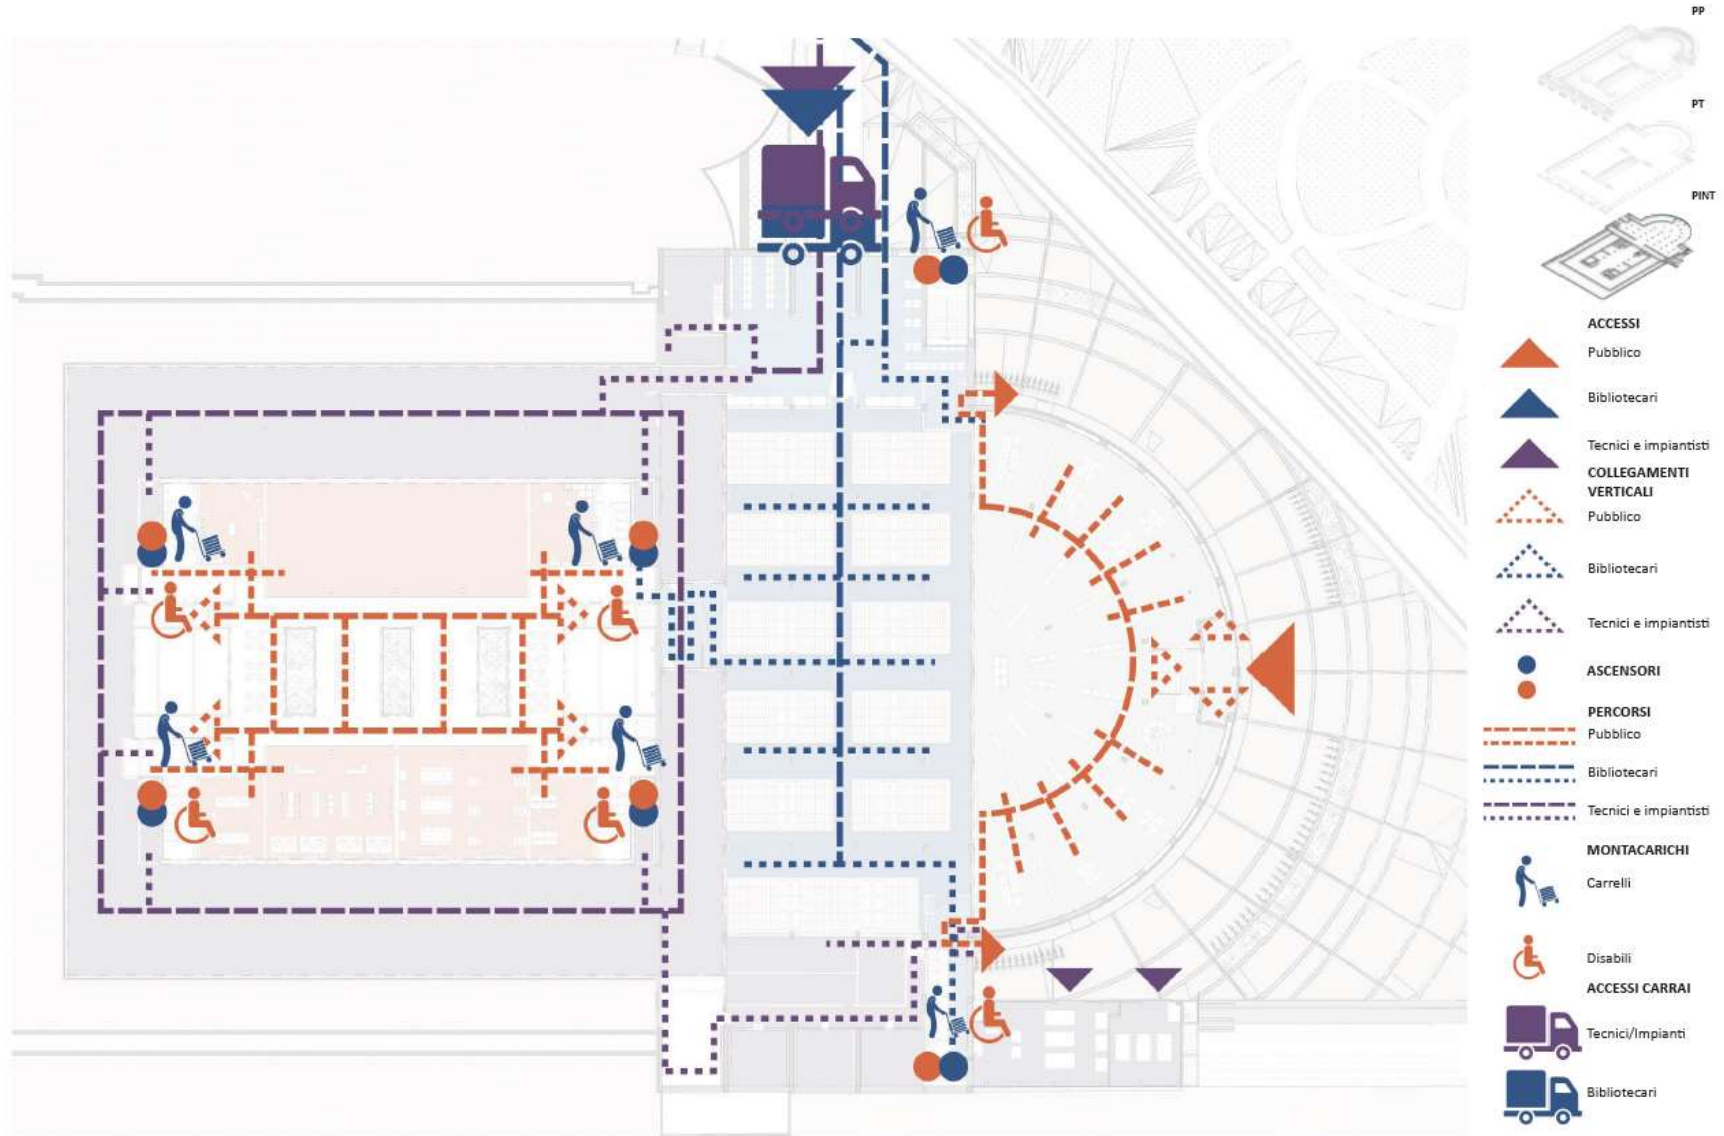 PP
PT
PINT
ACCESSI
Pubblico
Bibliotecari
Tecnici e impiantisti
COLLEGAMENTI
VERTICALI
Pubblico
Bibliotecari
Tecnici e impiantisti
ASCENSORI
PERCORSI
Pubblico
Bibliotecari
Tecnici e impiantisti
MONTACARICHI
Carrelli
Disabili
ACCESSI CARRAI
Tecnici/Impianti
Bibliotecari